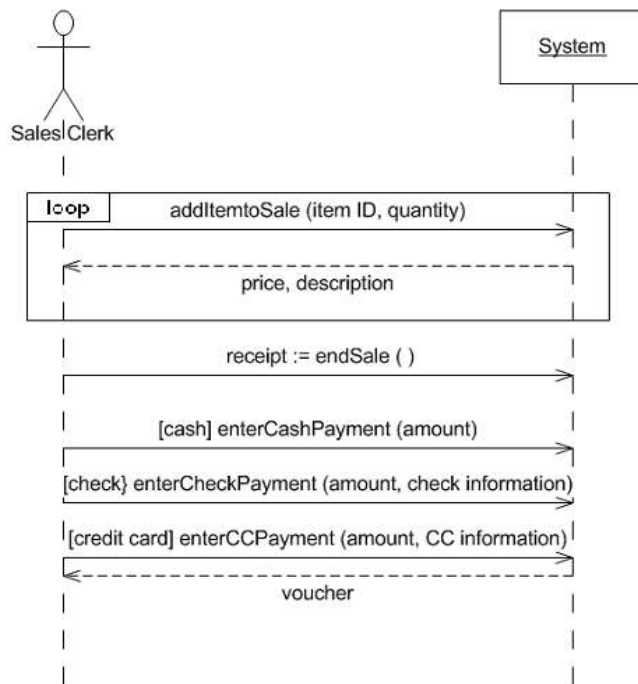 System
Sales Clerk
loop
addItemtoSale (item ID, quantity)
price, description
receipt := endSale ( )
[cash] enterCashPayment (amount)
[check} enterCheckPayment (amount, check information)
[credit card] enterCCPayment (amount, CC information)
voucher